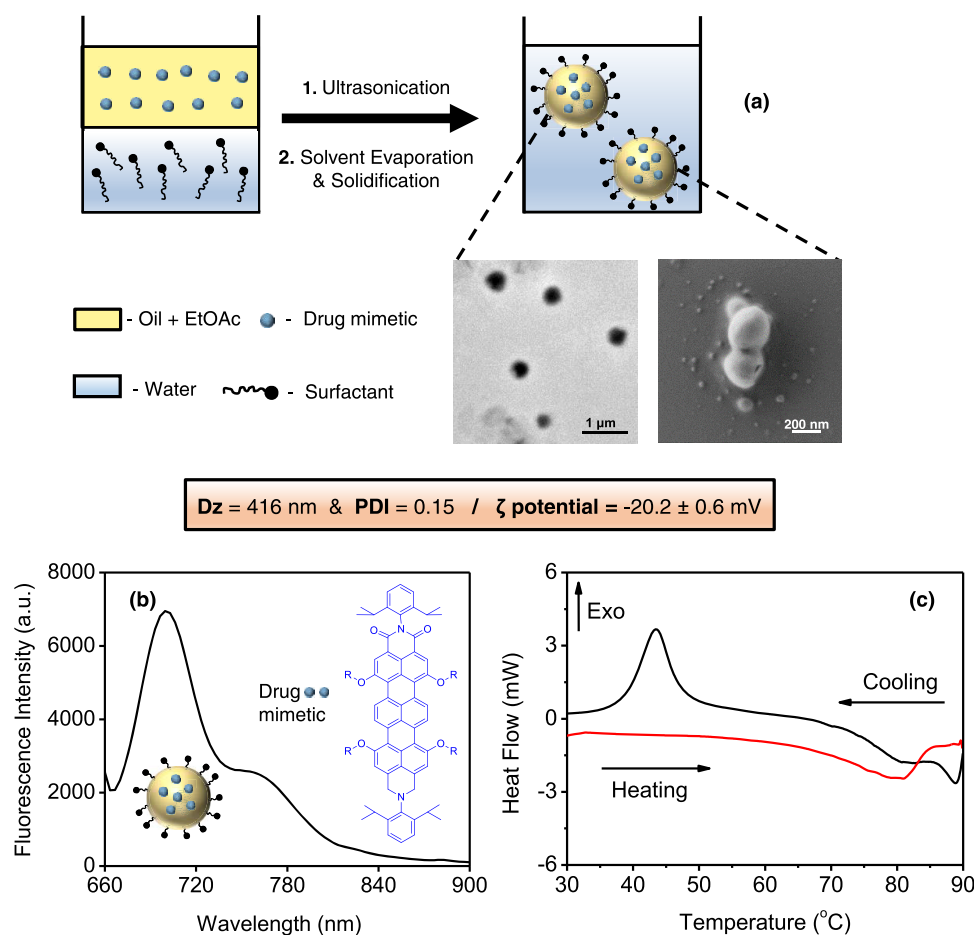 1. Ultrasonication
2. Solvent Evaporation
& Solidification
(a)
- Oil + EtOAc
- Drug mimetic
- Water
- Surfactant
1 µm
200 nm
Dz = 416 nm & PDI = 0.15 / ζ potential = -20.2 ± 0.6 mV
(b)
Fluorescence Intensity (a.u.)
8000
6000
4000
2000
0
660
720
780
840
900
Wavelength (nm)
Drug
mimetic
N
O
O
R
O
O
R
R
O
O
R
N
(c)
Heat Flow (mW)
6
3
0
-3
-6
Exo
Cooling
Heating
30
40
50
60
70
80
90
Temperature (°C)